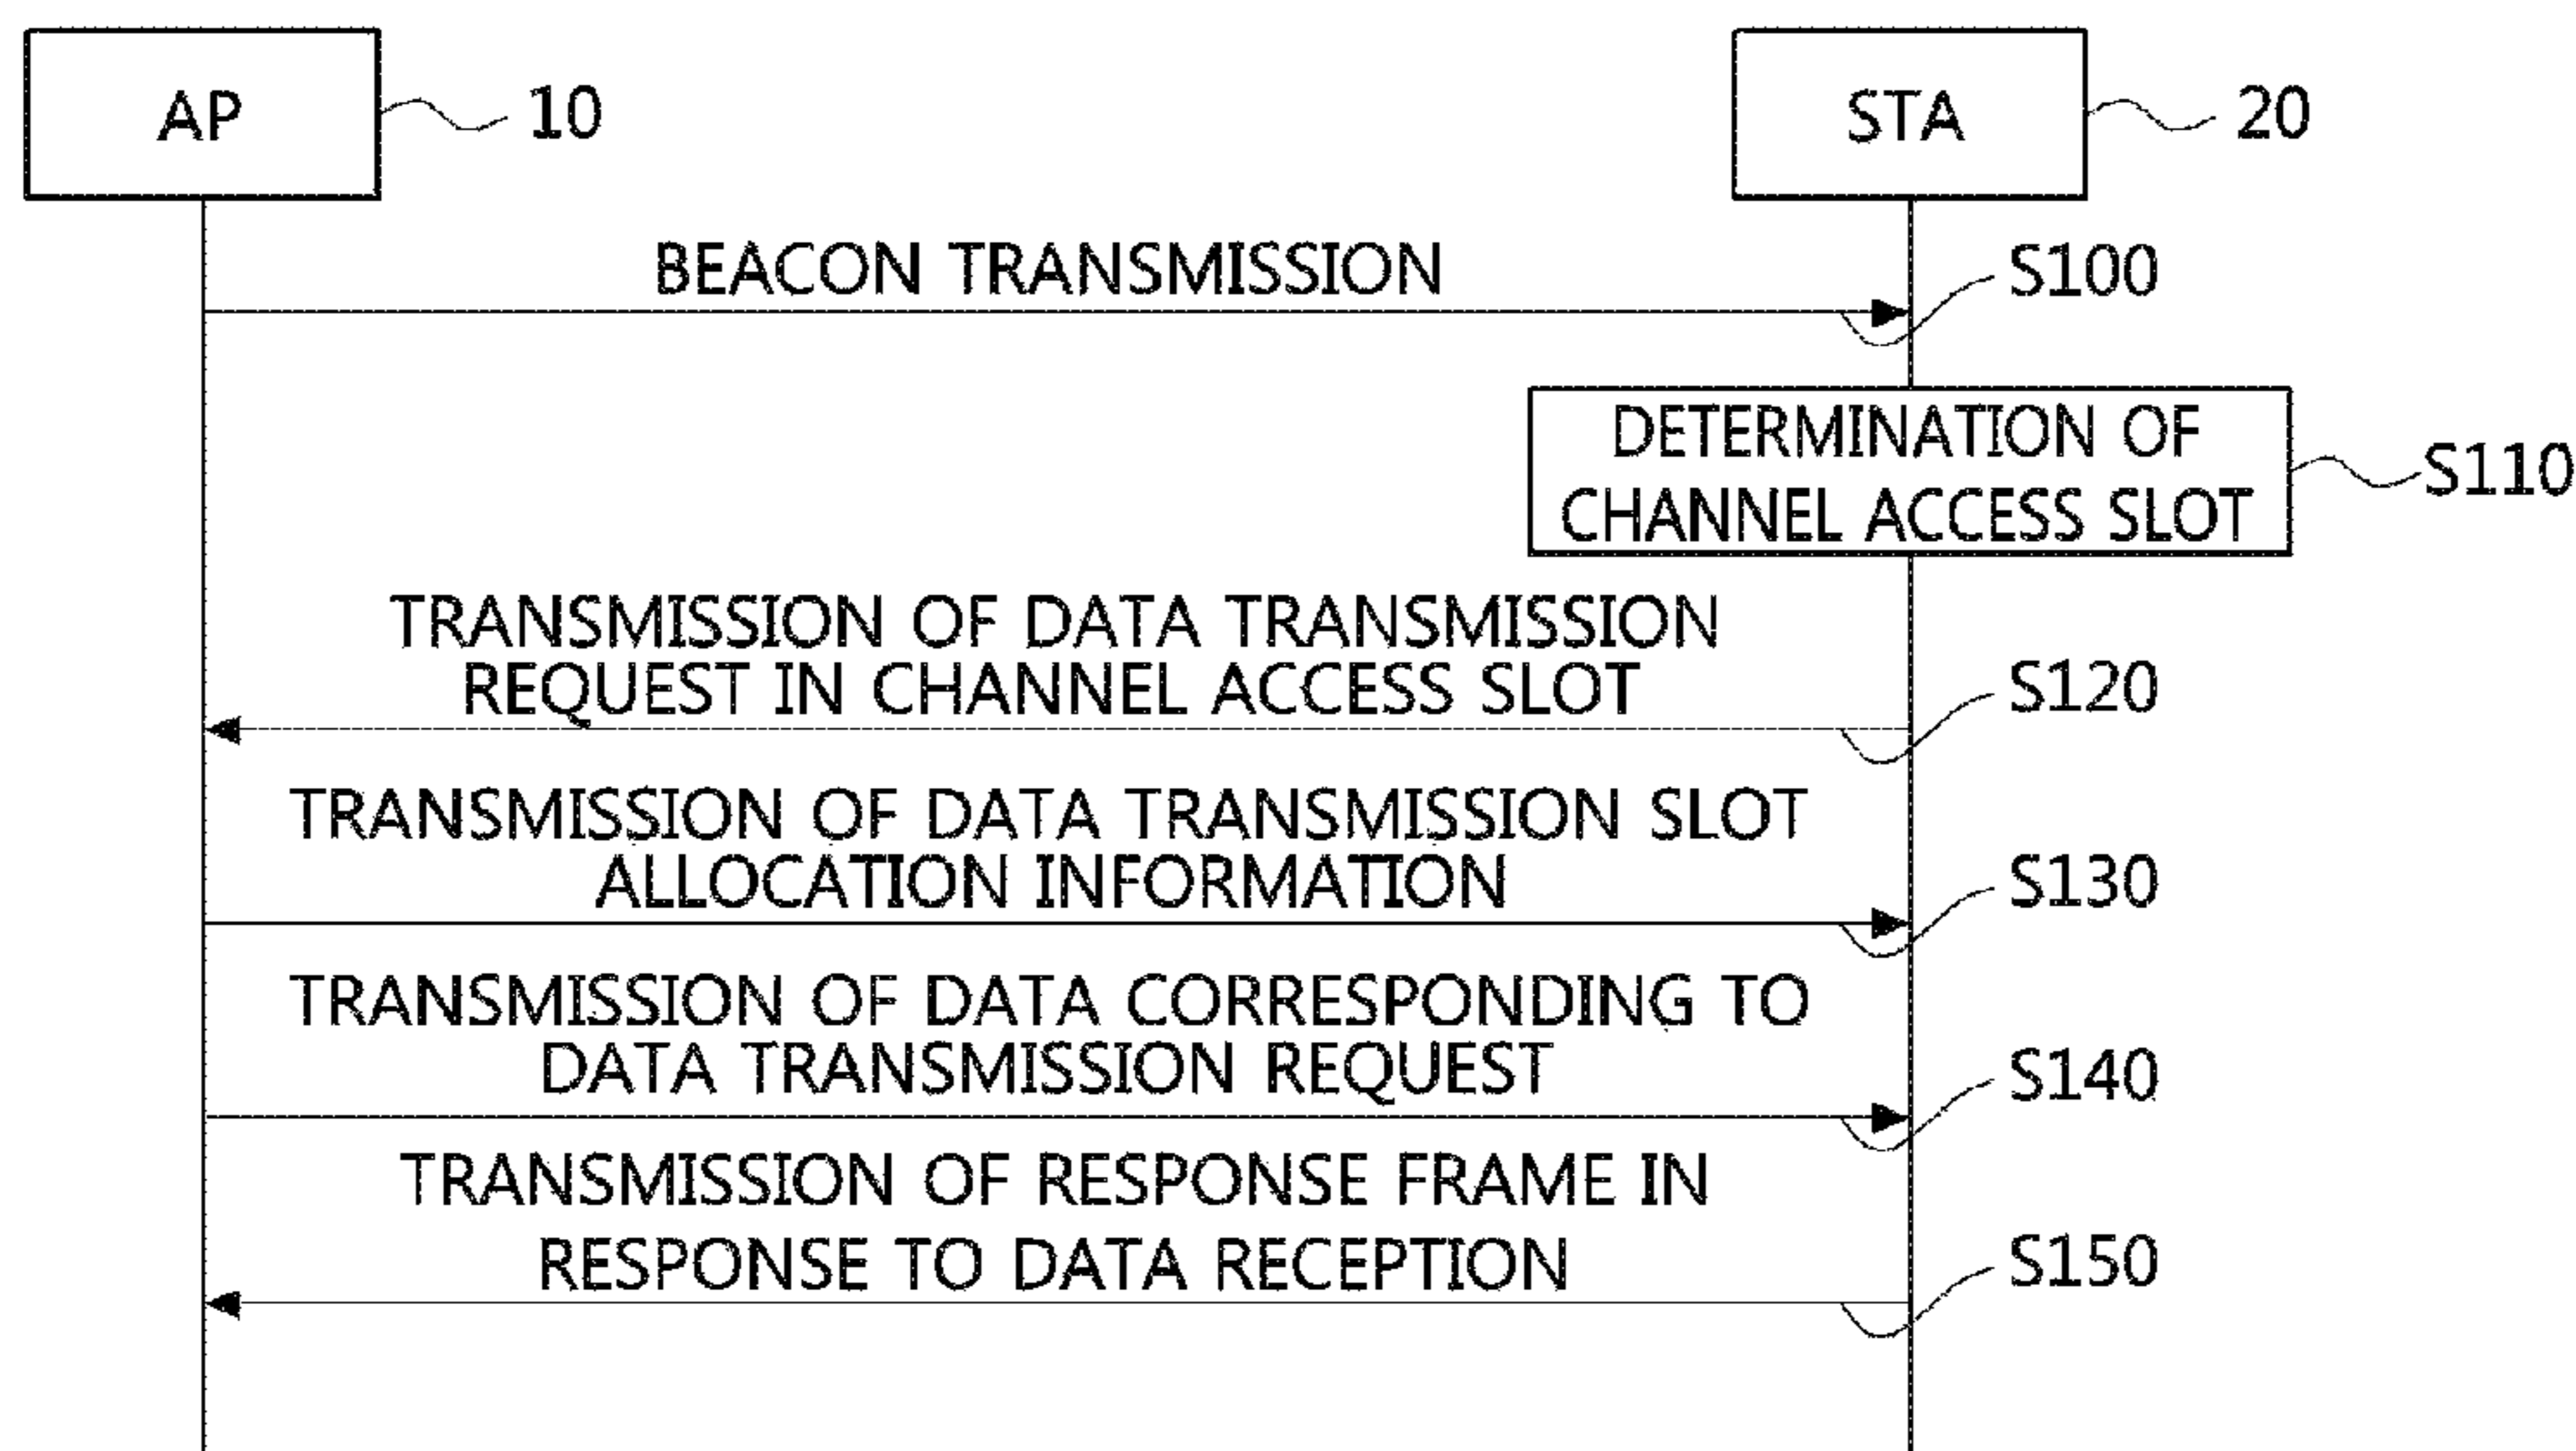 AP
10
STA
20
BEACON TRANSMISSION
S100
DETERMINATION OF
CHANNEL ACCESS SLOT
S110
TRANSMISSION OF DATA TRANSMISSION
REQUEST IN CHANNEL ACCESS SLOT
S120
TRANSMISSION OF DATA TRANSMISSION SLOT
ALLOCATION INFORMATION
S130
TRANSMISSION OF DATA CORRESPONDING TO
DATA TRANSMISSION REQUEST
S140
TRANSMISSION OF RESPONSE FRAME IN
RESPONSE TO DATA RECEPTION
S150